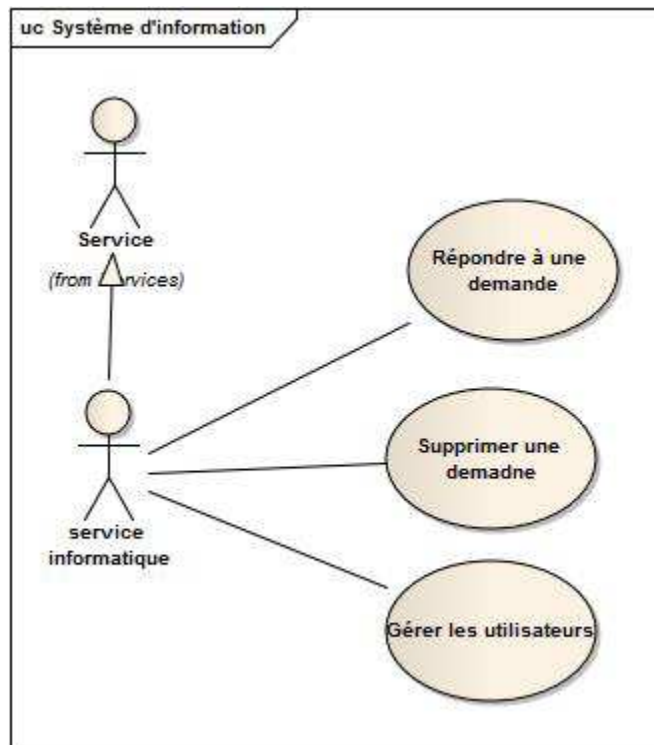 uc Système d'information
Service
(from rvices)
service
informatique
Répondre à une
demande
Supprimer une
demadne
Gérer les utilisateurs